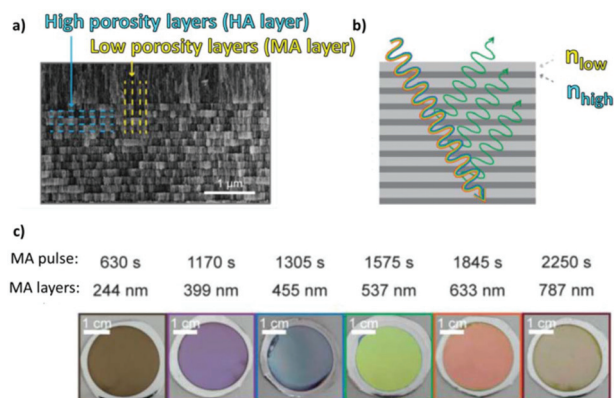 a)
High porosity layers (HA layer)
Low porosity layers (MA layer)
1 µm
b)
n low
n high
c)
MA pulse: 630 s 1170 s 1305 s 1575 s 1845 s 2250 s
MA layers: 244 nm 399 nm 455 nm 537 nm 633 nm 787 nm
1 cm 1 cm 1 cm 1 cm 1 cm 1 cm